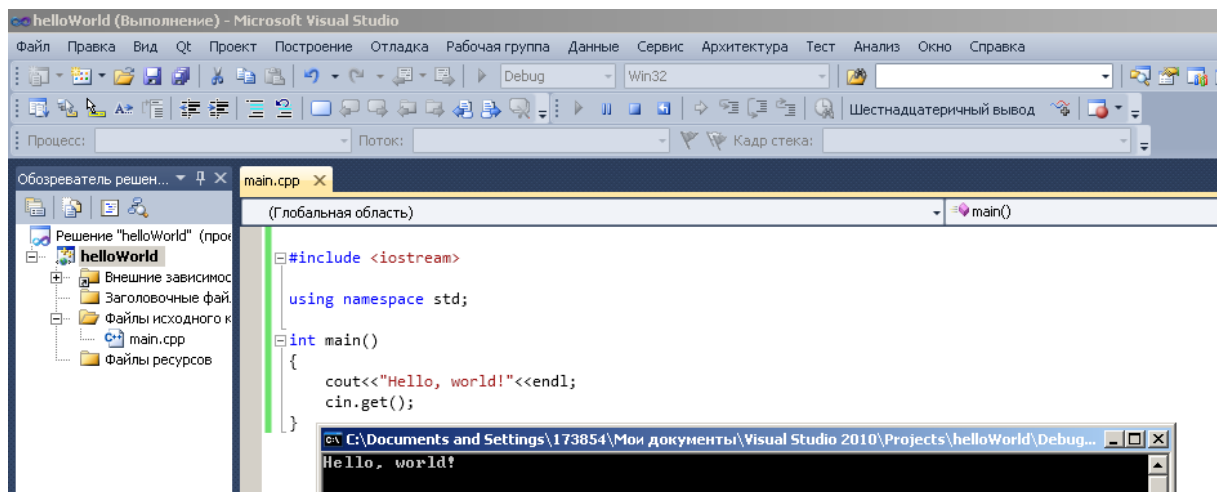 helloWorld (Выполнение) - Microsoft Visual Studio
Файл Правка Вид Qt Проект Построение Отладка Рабочая группа Данные Сервис Архитектура Тест Анализ Окно Справка
Debug Win32
Шестнадцатеричный вывод
Процесс: Поток: Кадр стека:
Обозреватель решен... main.cpp
(Глобальная область) main()
Решение "helloWorld" (прое
helloWorld
Внешние зависимос
Заголовочные фай.
Файлы исходного к
main.cpp
Файлы ресурсов
#include <iostream>
using namespace std;
int main()
{
cout<<"Hello, world!"<<endl;
cin.get();
}
C:\Documents and Settings\173854\Мои документы\Visual Studio 2010\Projects\helloWorld\Debug...
Hello, world!